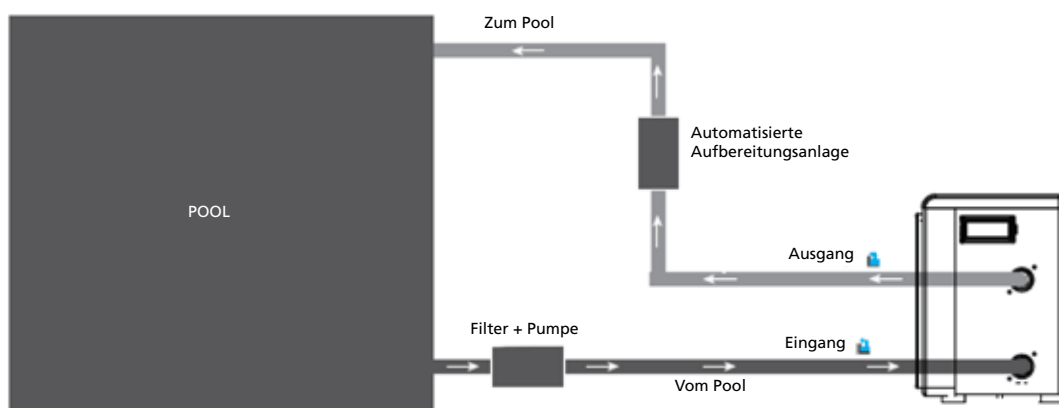 Zum Pool
Automatisierte
Aufbereitungsanlage
POOL
Ausgang
Filter + Pumpe
Eingang
Vom Pool